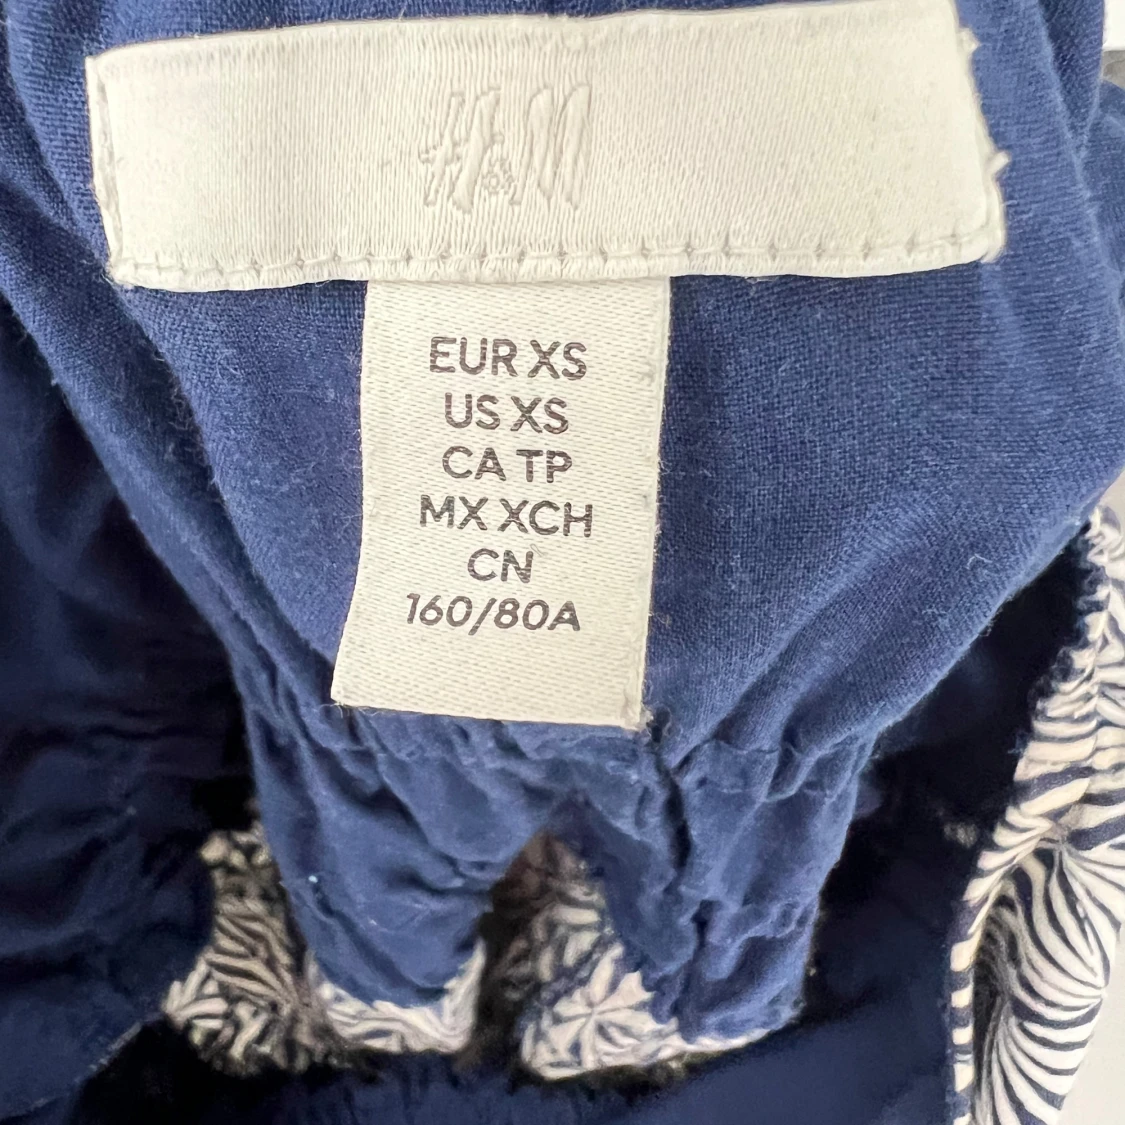 H&M
EUR XS
US XS
CA TP
MX XCH
CN
160/80A